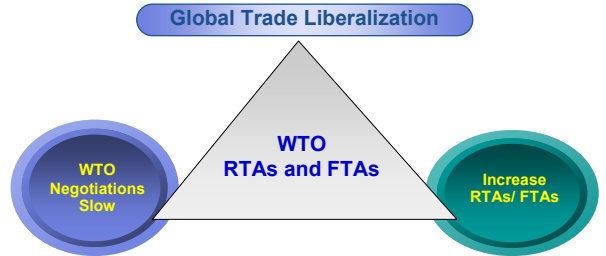 Global Trade Liberalization
WTO
RTAs and FTAs
WTO
Negotiations
Slow
Increase
RTAs/ FTAs